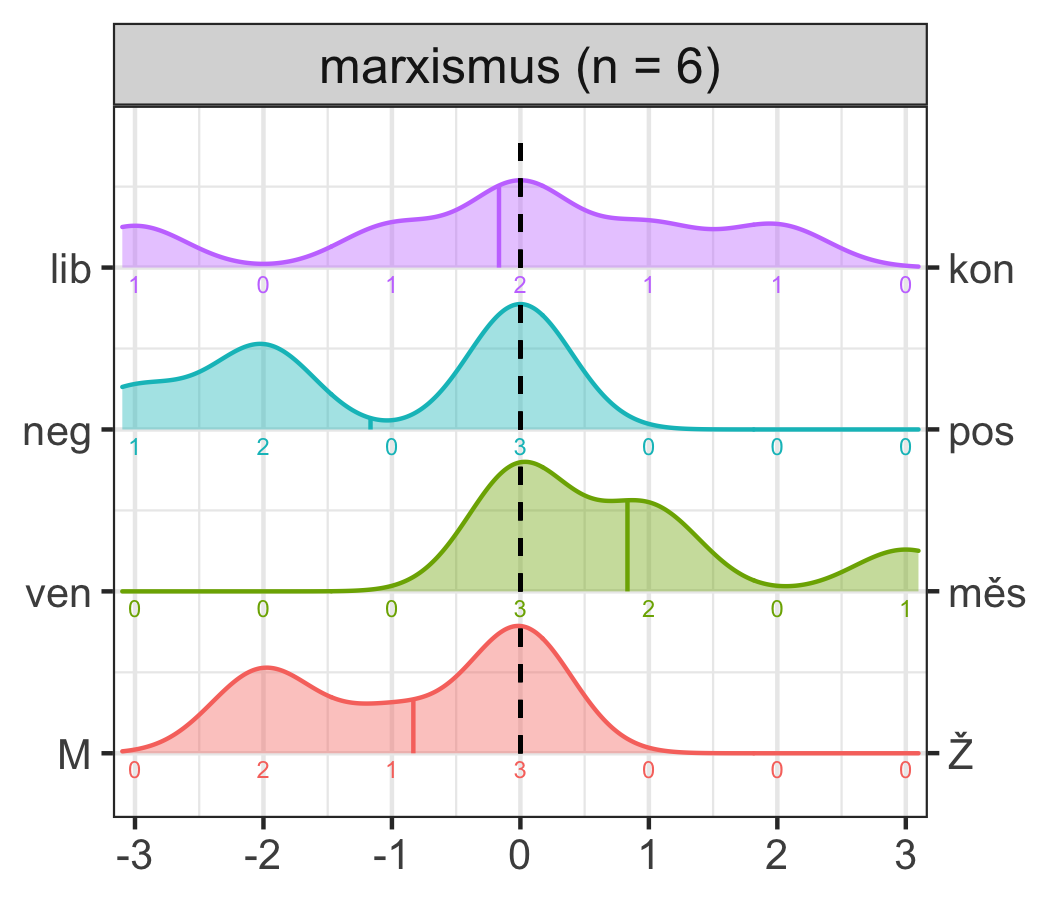 marxismus (n = 6)
lib kon
1 0 1 2 1 1 0
neg pos
1 2 0 3 0 0 0
ven měs
0 0 0 3 2 0 1
M Ž
0 2 1 3 0 0 0
-3 -2 -1 0 1 2 3